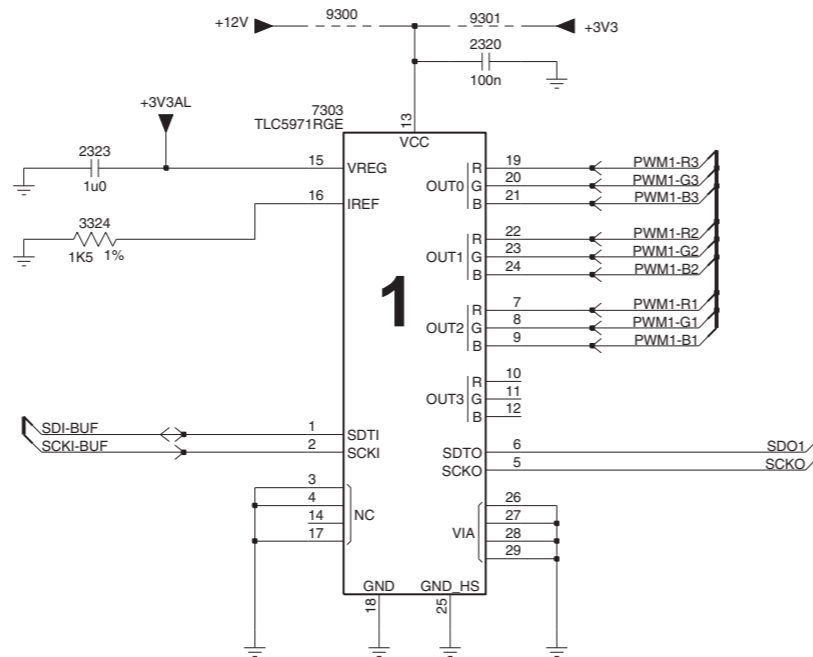 +12V 9300 9301 +3V3
2320
100n
+3V3AL
7303
TLC5971RGE
13
VCC
2323
1u0
15 VREG
16 IREF
3324
1K5 1%
1
OUT0 R 19 PWM1-R3
G 20 PWM1-G3
B 21 PWM1-B3
OUT1 R 22 PWM1-R2
G 23 PWM1-G2
B 24 PWM1-B2
OUT2 R 7 PWM1-R1
G 8 PWM1-G1
B 9 PWM1-B1
OUT3 R 10
G 11
B 12
SDI-BUF 1 SDTI
SCKI-BUF 2 SCKI
SDTO 6 SDO1
SCKO 5 SCKO
3
4
14
17
NC
VIA
26
27
28
29
GND GND_HS
18 25